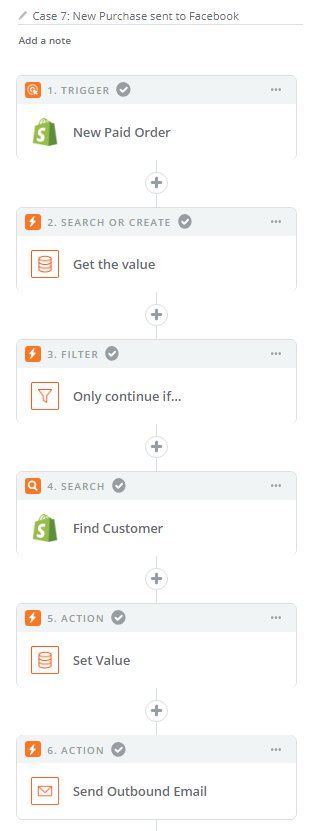 Case 7: New Purchase sent to Facebook
Add a note
1. TRIGGER
New Paid Order
2. SEARCH OR CREATE
Get the value
3. FILTER
Only continue if...
4. SEARCH
Find Customer
5. ACTION
Set Value
6. ACTION
Send Outbound Email